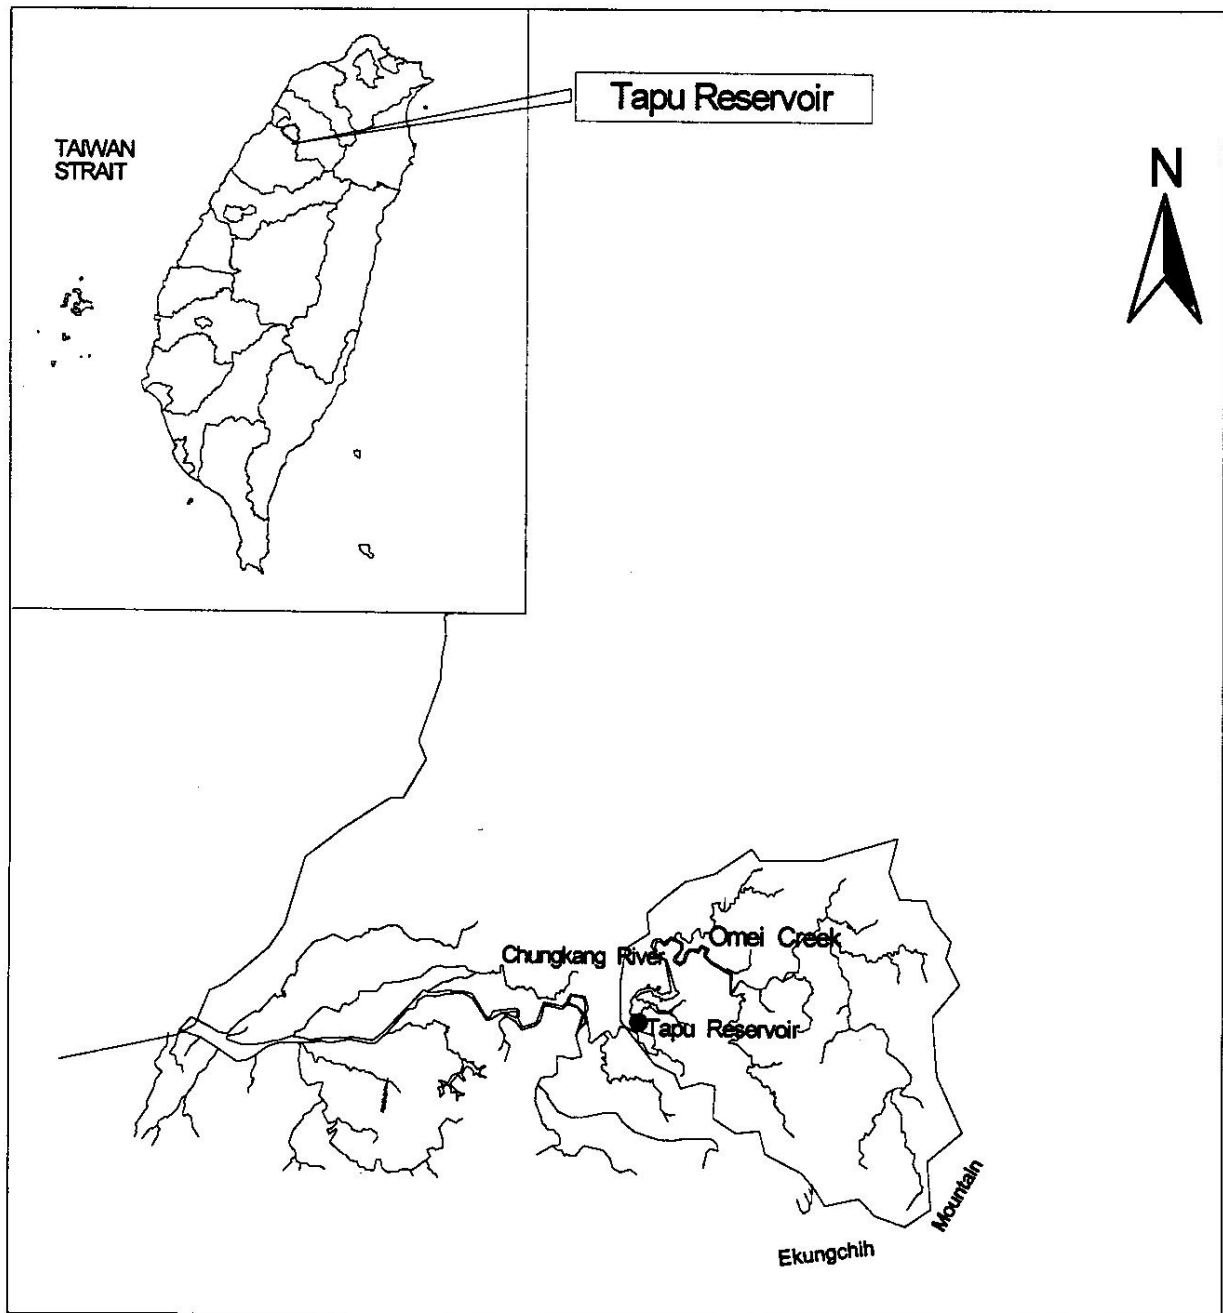 Tapu Reservoir
TAIWAN
STRAIT
N
Omei Creek
Chungkang River
Tapu Reservoir
Mountain
Ekungchih